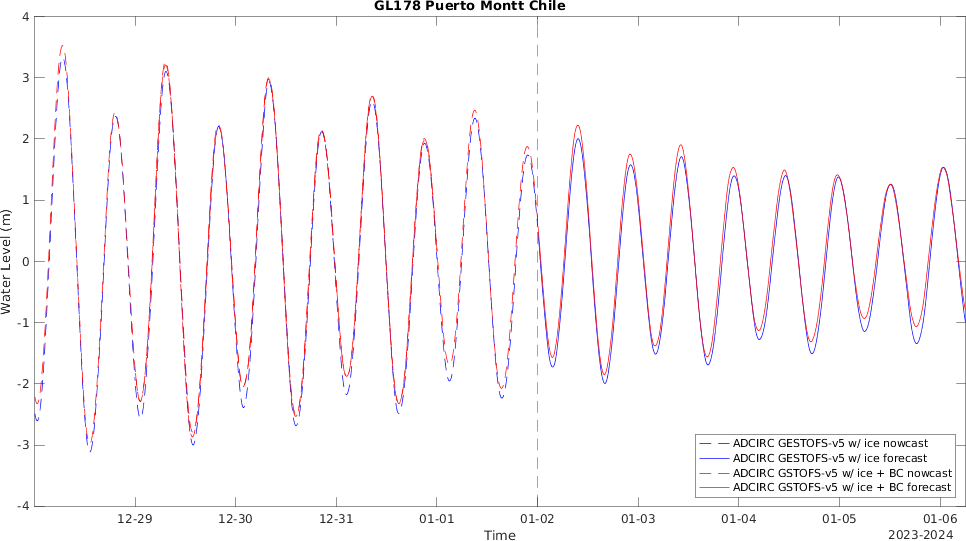 GL178 Puerto Montt Chile
4
3
2
1
0
-1
-2
-3
-4
Water Level (m)
ADCIRC GESTOFS-v5 w/ ice nowcast
ADCIRC GESTOFS-v5 w/ ice forecast
ADCIRC GSTOFS-v5 w/ ice + BC nowcast
ADCIRC GSTOFS-v5 w/ ice + BC forecast
12-29 12-30 12-31 01-01 01-02 01-03 01-04 01-05 01-06
Time
2023-2024